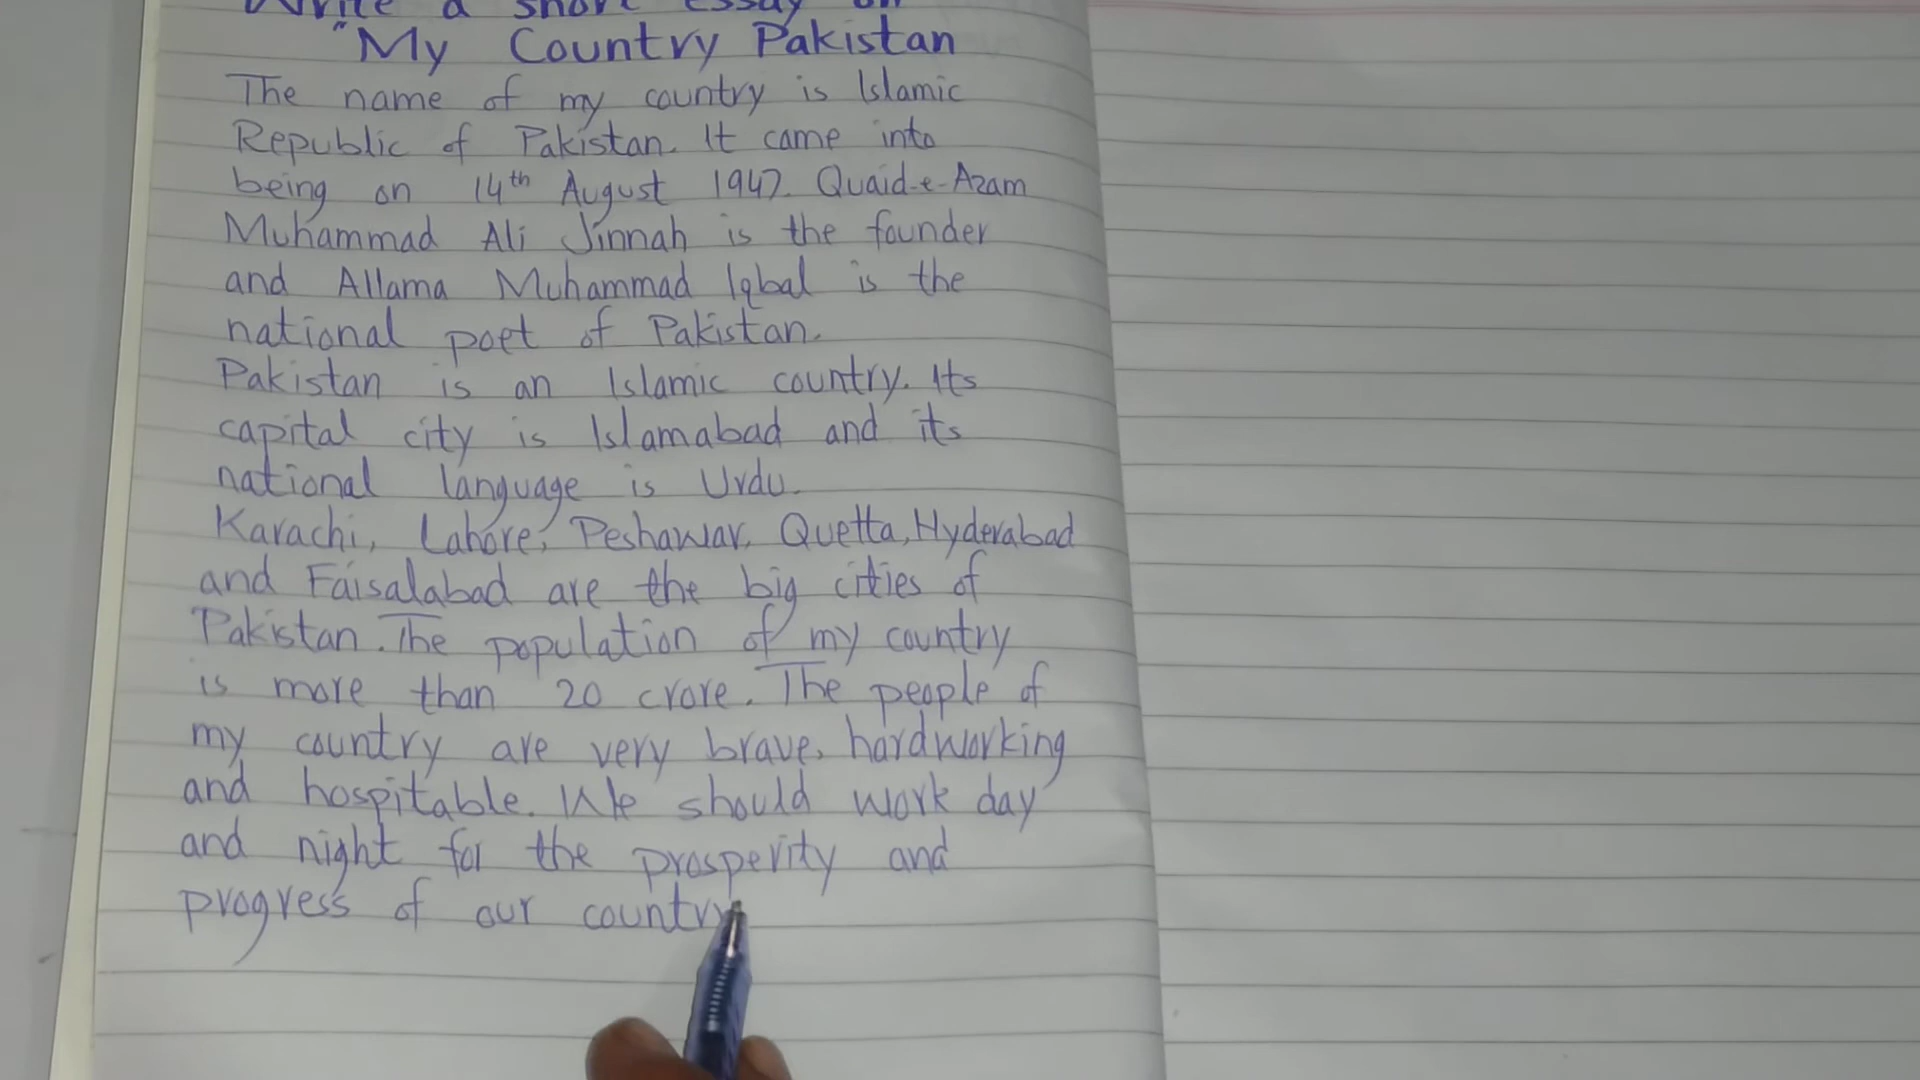 Write a short essay on
"My Country Pakistan
The name of my country is Islamic
Republic of Pakistan. It came into
being on 14th August 1947. Quaid-e-Azam
Muhammad Ali Jinnah is the founder
and Allama Muhammad Iqbal is the
national poet of Pakistan.
Pakistan is an Islamic country. Its
capital city is Islamabad and its
national language is Urdu.
Karachi, Lahore, Peshawar, Quetta, Hyderabad
and Faisalabad are the big cities of
Pakistan. The population of my country
is more than 20 crore. The people of
my country are very brave, hardworking
and hospitable. We should work day
and night for the prosperity and
progress of our country